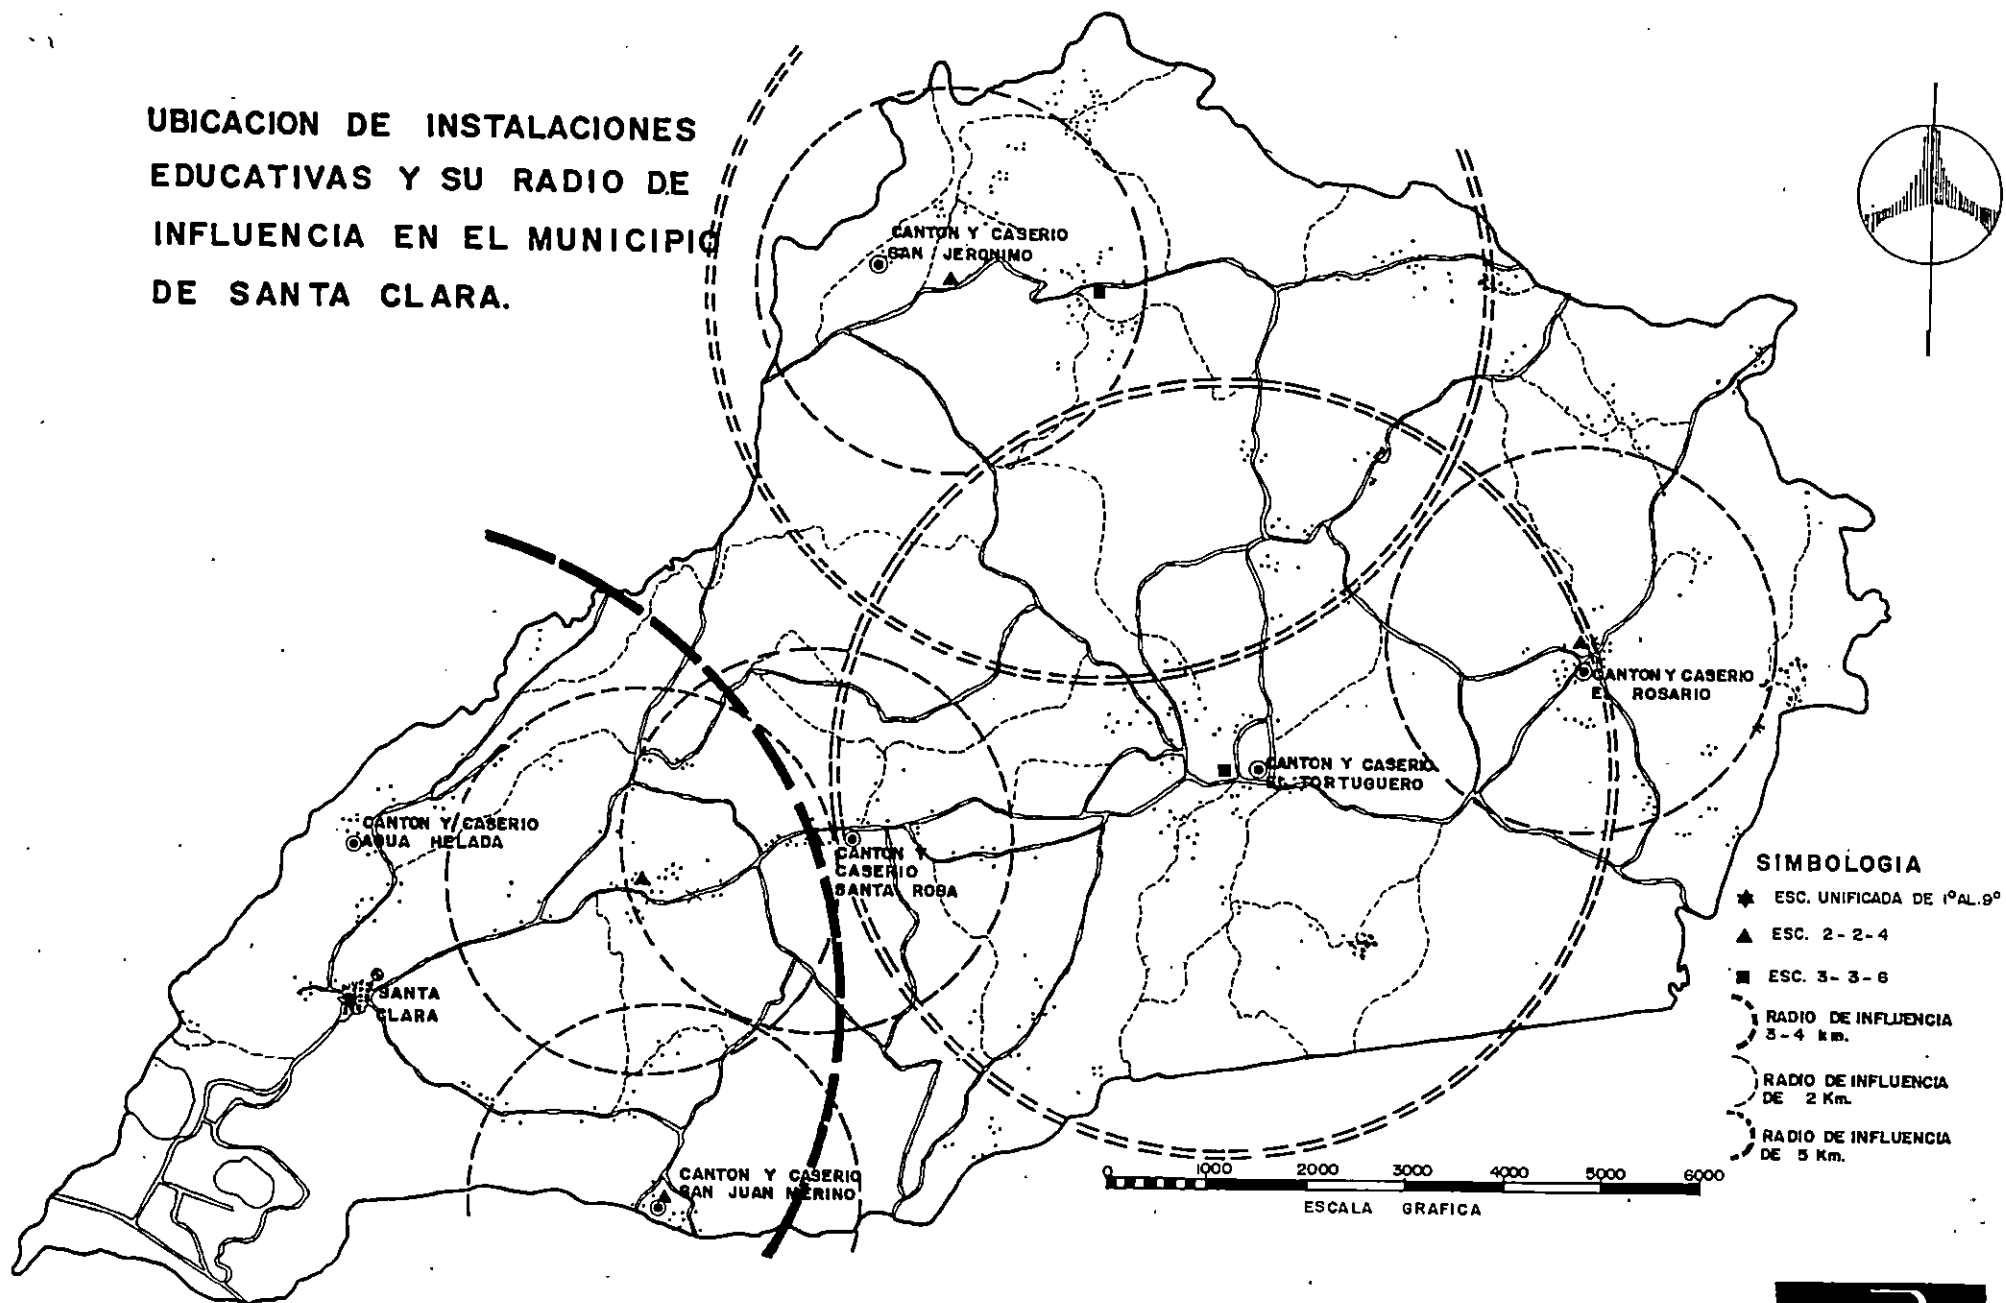 UBICACION DE INSTALACIONES
EDUCATIVAS Y SU RADIO DE
INFLUENCIA EN EL MUNICIPIO
DE SANTA CLARA.
CANTON Y CASERIO
SAN JERONIMO
CANTON Y CASERIO
EL ROSARIO
CANTON Y CASERIO
EL TORTUGUERO
CANTON Y CASERIO
AGUA HELADA
CANTON Y
CASERIO
SANTA ROSA
SANTA
CLARA
CANTON Y CASERIO
SAN JUAN MERINO
SIMBOLOGIA
ESC. UNIFICADA DE 1º AL.9º
ESC. 2-2-4
ESC. 3-3-6
RADIO DE INFLUENCIA
3-4 km.
RADIO DE INFLUENCIA
DE 2 Km.
RADIO DE INFLUENCIA
DE 5 Km.
0 1000 2000 3000 4000 5000 6000
ESCALA GRAFICA